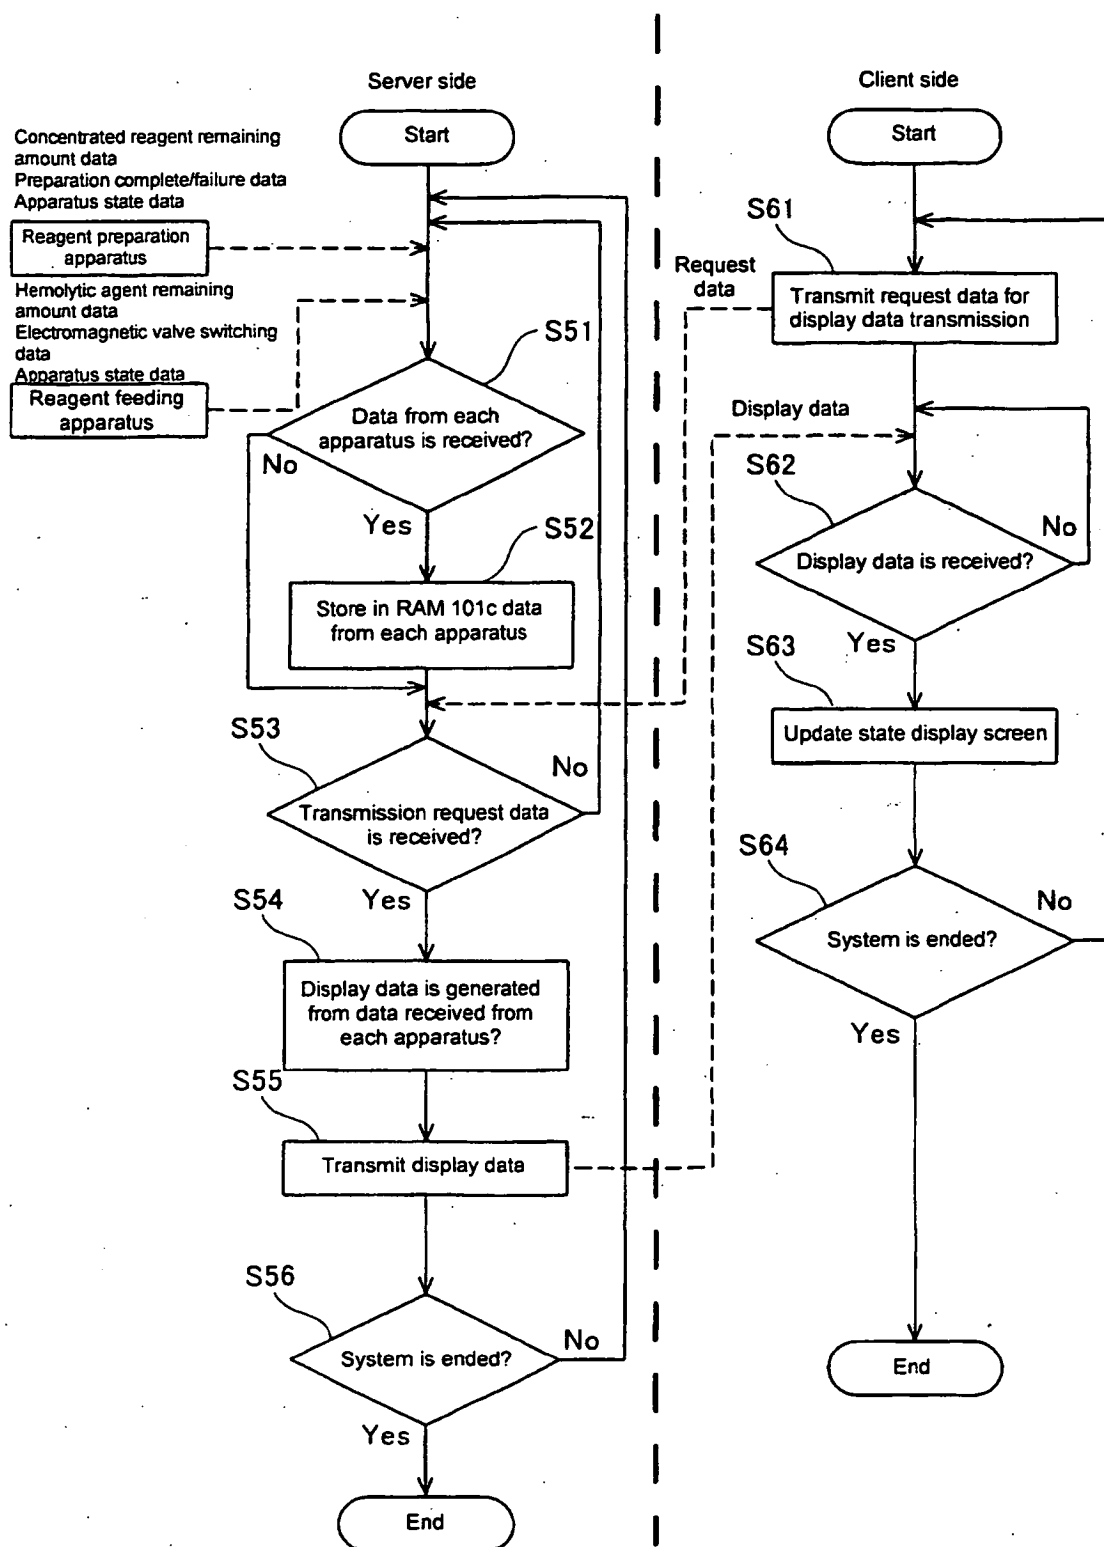 Server side
Start
Concentrated reagent remaining
amount data
Preparation complete/failure data
Apparatus state data
Reagent preparation
apparatus
Hemolytic agent remaining
amount data
Electromagnetic valve switching
data
Apparatus state data
Reagent feeding
apparatus
S51
Data from each
apparatus is received?
No
Yes
S52
Store in RAM 101c data
from each apparatus
S53
No
Transmission request data
is received?
Yes
S54
Display data is generated
from data received from
each apparatus?
S55
Transmit display data
S56
No
System is ended?
Yes
End
Client side
Start
S61
Request
data
Transmit request data for
display data transmission
Display data
S62
No
Display data is received?
Yes
S63
Update state display screen
S64
No
System is ended?
Yes
End